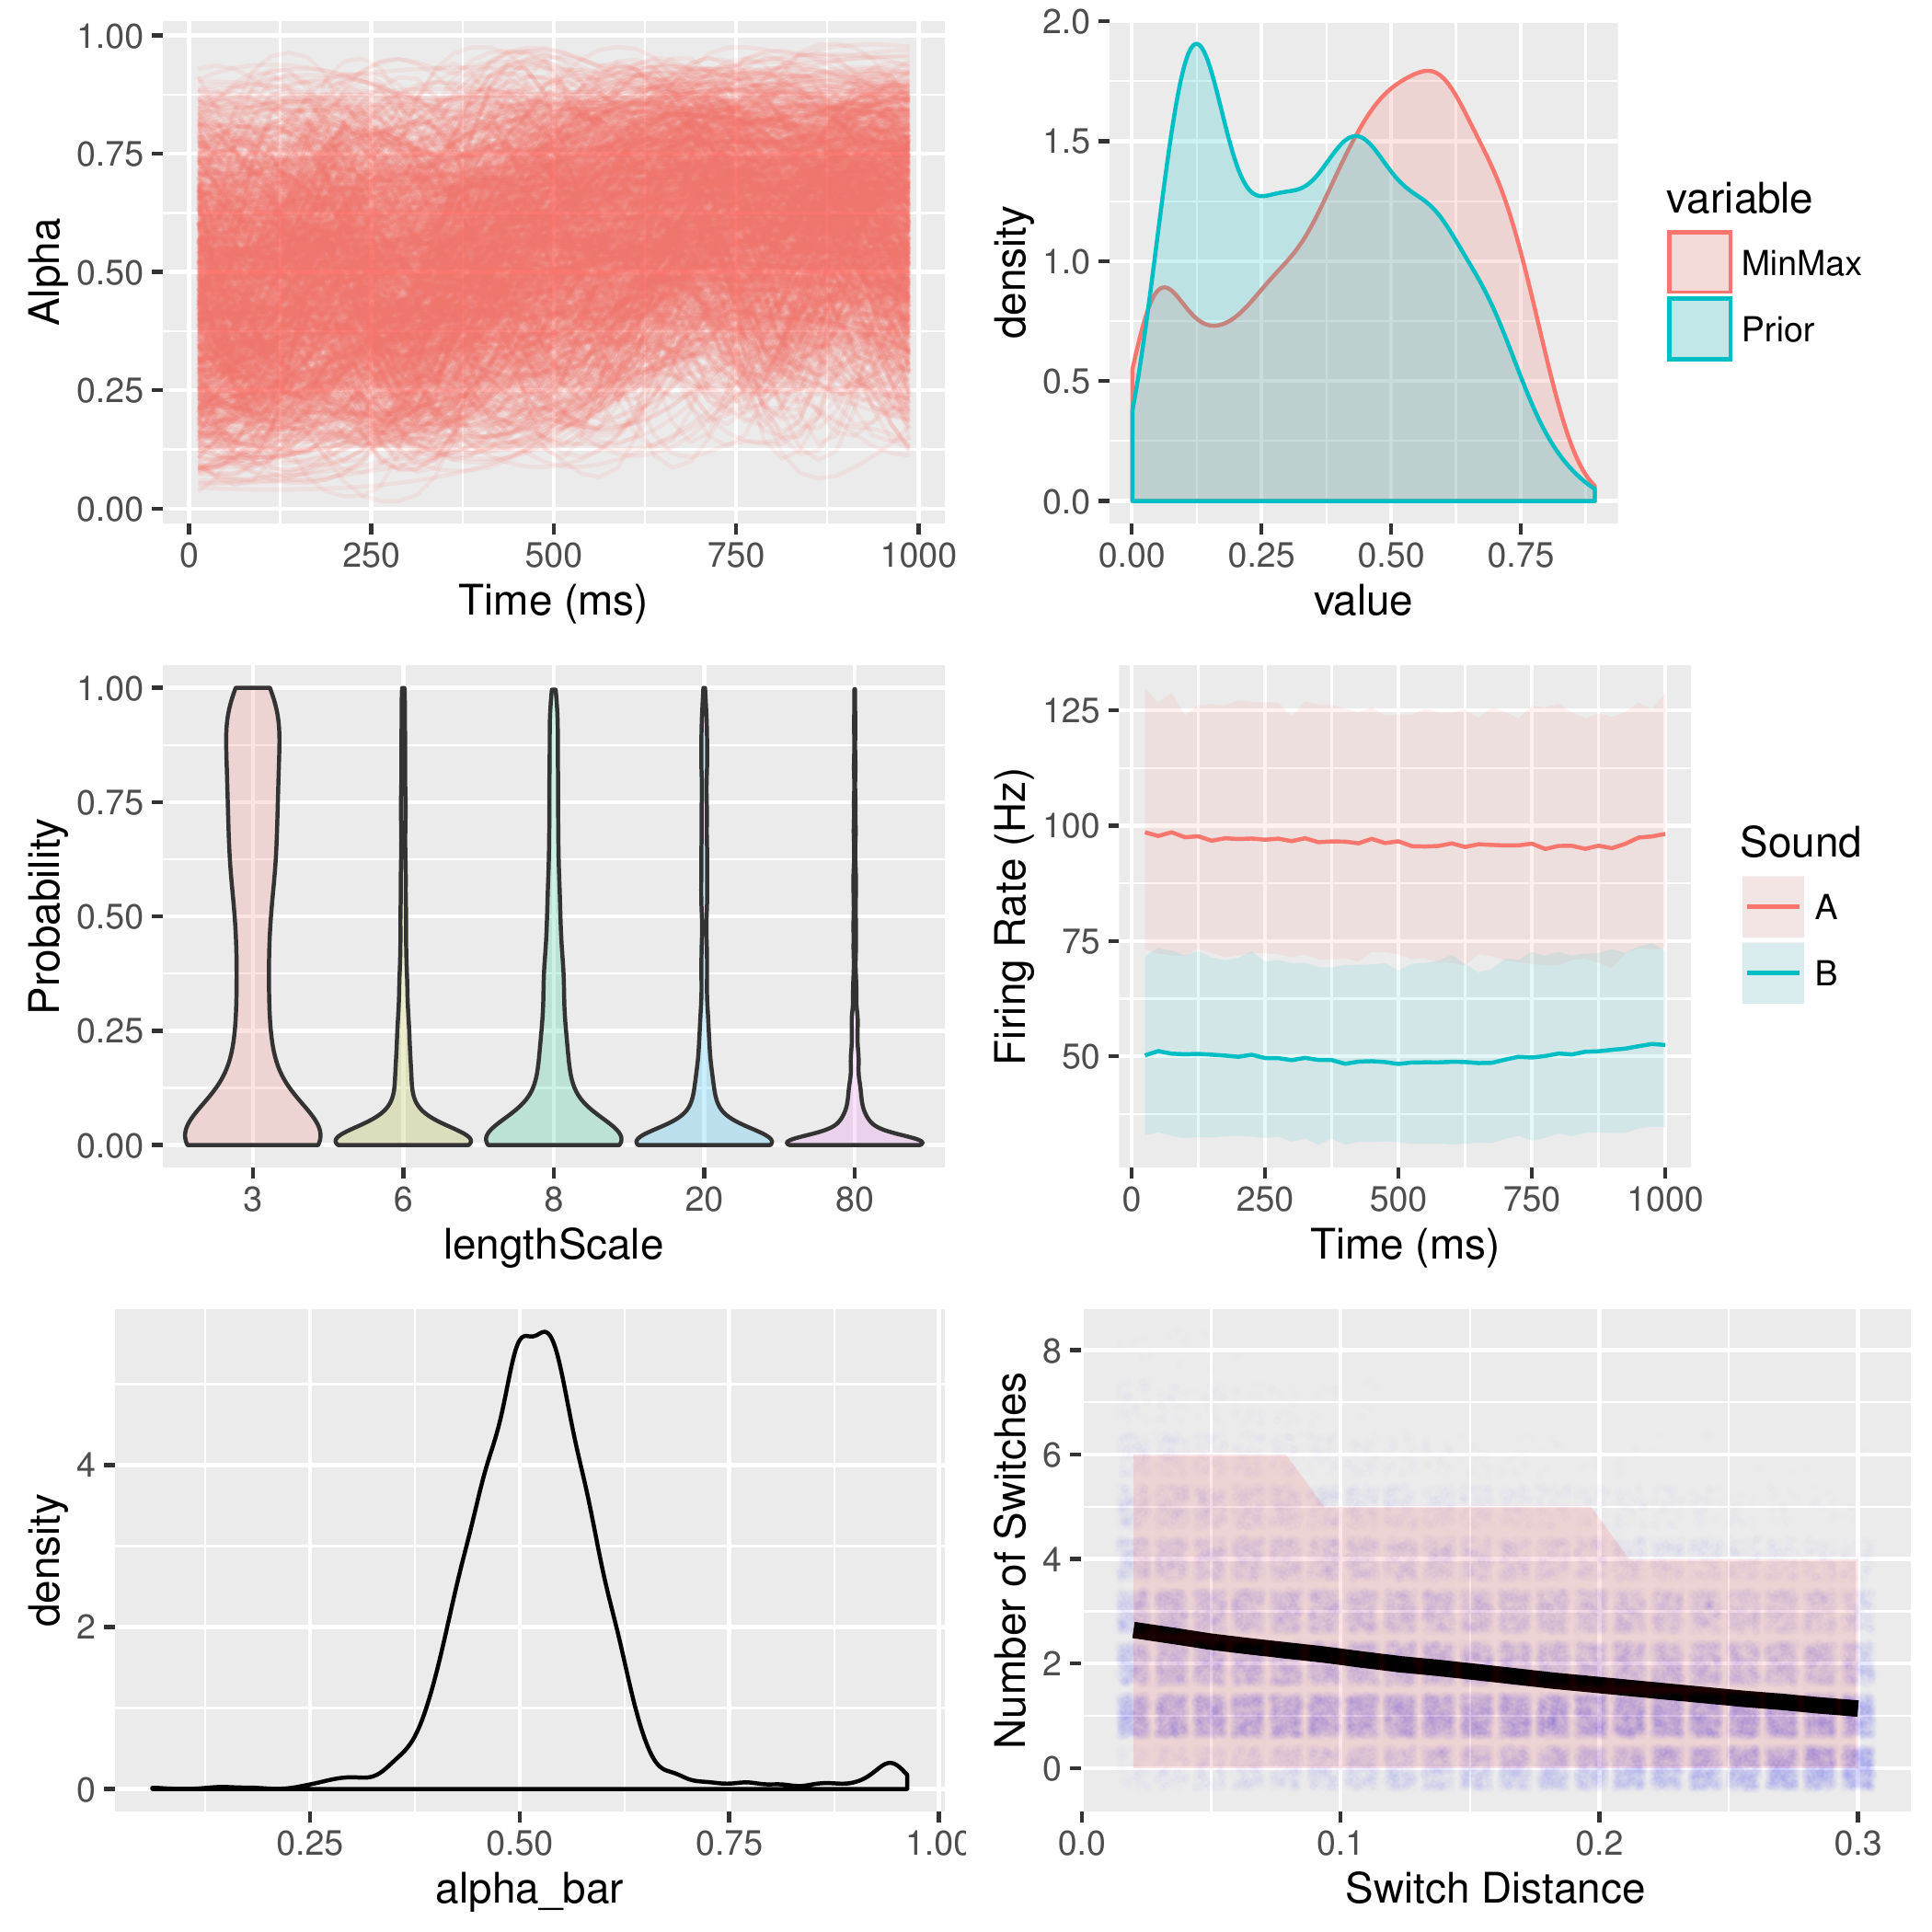 1.00
0.75
0.50
0.25
0.00
Alpha
0 250 500 750 1000
Time (ms)
2.0
1.5
1.0
0.5
0.0
density
0.00 0.25 0.50 0.75
value
variable
MinMax
Prior
1.00
0.75
0.50
0.25
0.00
Probability
3 6 8 20 80
lengthScale
125
100
75
50
Firing Rate (Hz)
0 250 500 750 1000
Time (ms)
Sound
A
B
4
2
0
density
0.25 0.50 0.75 1.00
alpha_bar
8
6
4
2
0
Number of Switches
0.0 0.1 0.2 0.3
Switch Distance